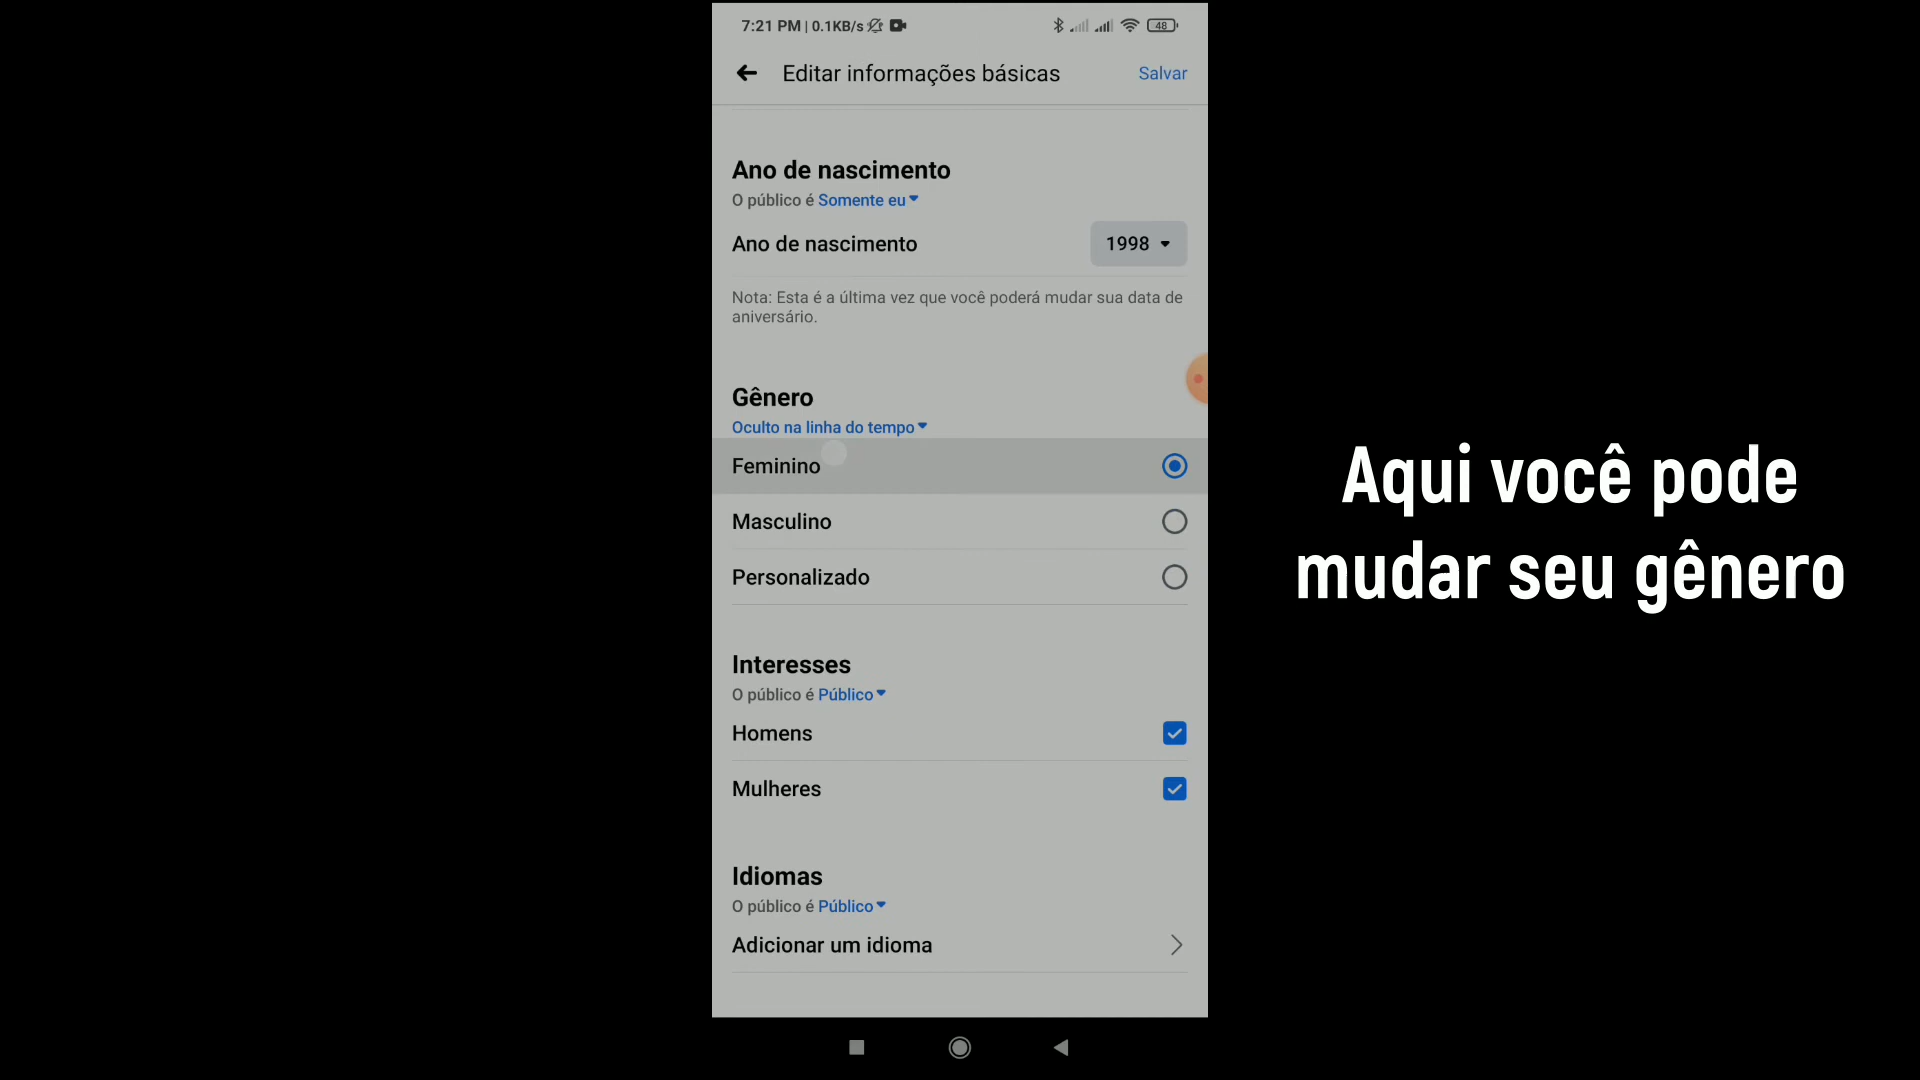 7:21 PM | 0.1KB/s
48
Editar informações básicas
Salvar
Ano de nascimento
O público é Somente eu
Ano de nascimento
1998
Nota: Esta é a última vez que você poderá mudar sua data de
aniversário.
Gênero
Oculto na linha do tempo
Feminino
Masculino
Personalizado
Interesses
O público é Público
Homens
Mulheres
Idiomas
O público é Público
Adicionar um idioma
Aqui você pode
mudar seu gênero